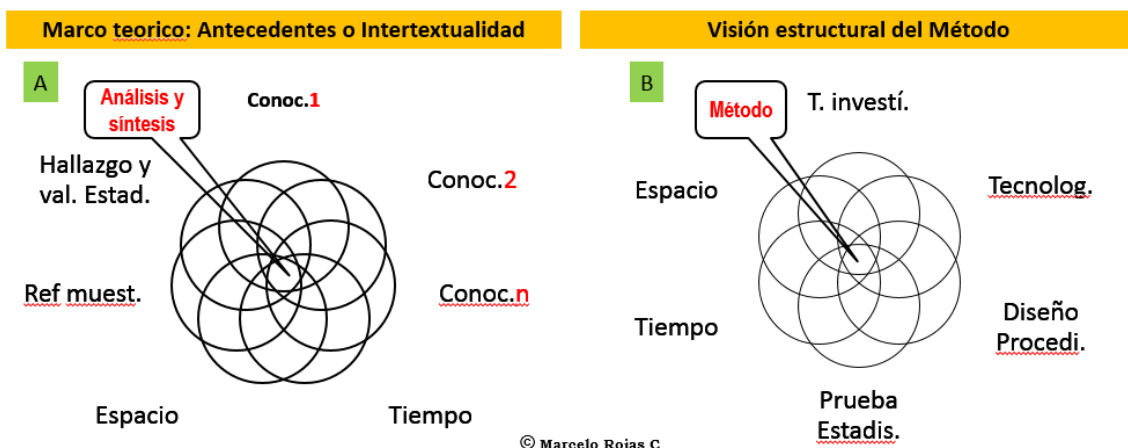 Marco teorico: Antecedentes o Intertextualidad
A
Análisis y
síntesis
Conoc.1
Hallazgo y
val. Estad.
Conoc.2
Ref muest.
Conoc.n
Espacio
Tiempo
Visión estructural del Método
B
Método
T. investí.
Espacio
Tecnolog.
Tiempo
Diseño
Procedi.
Prueba
Estadis.
© Marcelo Rojas C